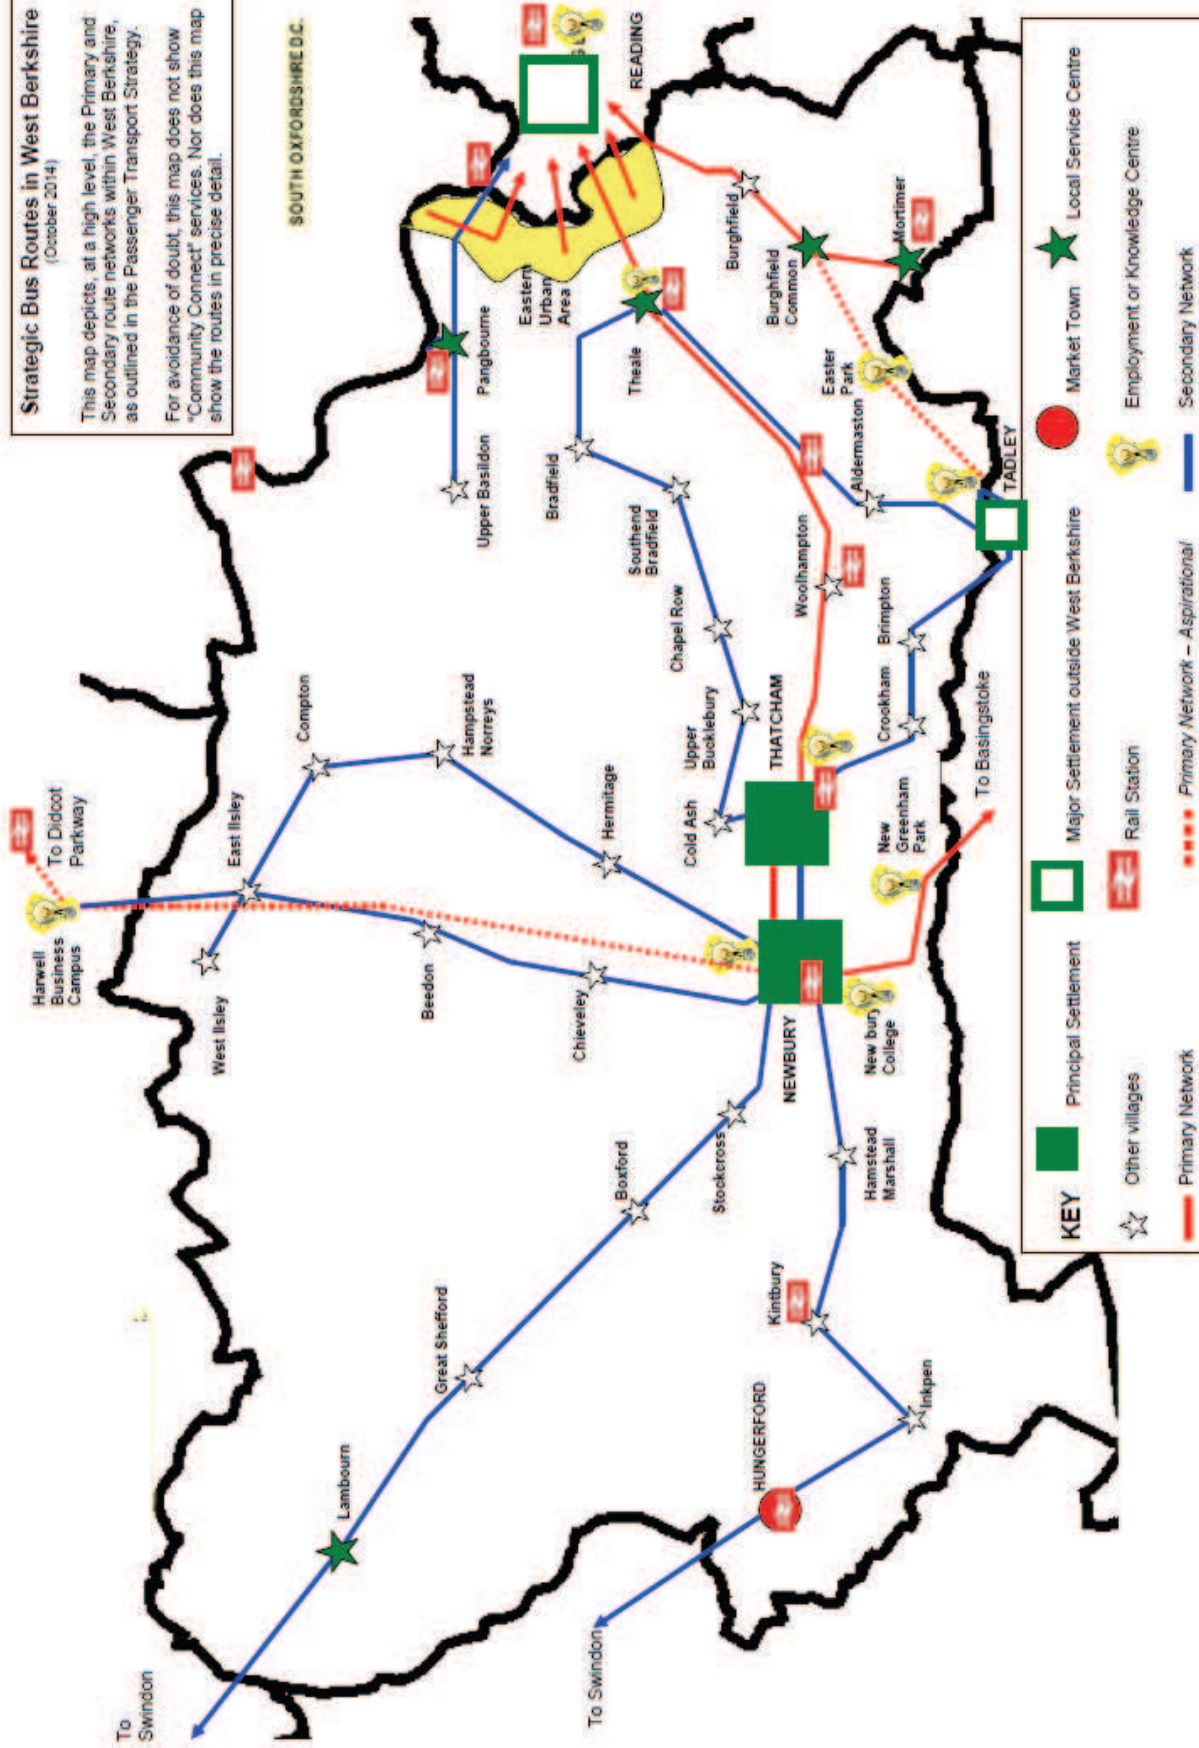 Strategic Bus Routes in West Berkshire
(October 2014)
This map depicts, at a high level, the Primary and
Secondary route networks within West Berkshire,
as outlined in the Passenger Transport Strategy.
For avoidance of doubt, this map does not show
"Community Connect" services. Nor does this map
show the routes in precise detail.
SOUTH OXFORDSHIRE D.C.
To
Swindon
Lambourn
Great Shefford
Boxford
Stockcross
To Swindon
HUNGERFORD
Inkpen
Kintbury
Hamstead
Marshall
NEWBURY
New bury
College
New
Greenham
Park
To Basingstoke
Harwell
Business
Campus
To Didcot
Parkway
West Ilsley
East Ilsley
Beedon
Chieveley
Compton
Hampstead
Norreys
Hermitage
Cold Ash
Upper
Bucklebury
THATCHAM
Chapel Row
Southend
Bradfield
Bradfield
Upper Basildon
Pangbourne
Eastern
Urban
Area
Theale
READING
Woolhampton
Aldermaston
Crookham
Brimpton
TADLEY
Easter
Park
Burghfield
Common
Burghfield
Mortimer
KEY
Principal Settlement
Major Settlement outside West Berkshire
Market Town
Local Service Centre
Other villages
Rail Station
Employment or Knowledge Centre
Primary Network
Primary Network – Aspirational
Secondary Network